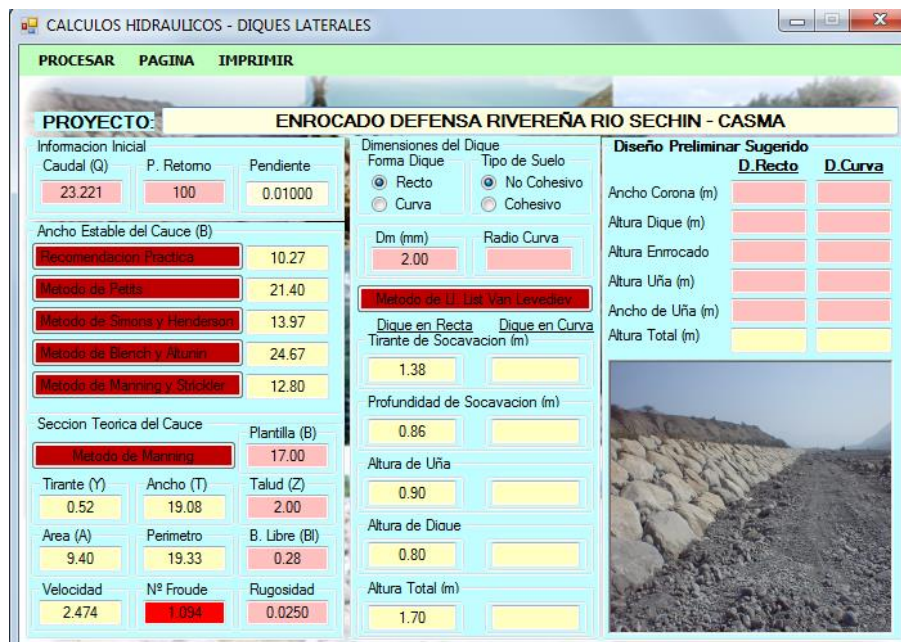 CALCULOS HIDRAULICOS - DIQUES LATERALES
PROCESAR PAGINA IMPRIMIR
PROYECTO: ENROCADO DEFENSA RIVEREÑA RIO SECHIN - CASMA
Informacion Inicial
Caudal (Q) P. Retorno Pendiente
23.221 100 0.01000
Ancho Estable del Cauce (B)
Recomendacion Practica 10.27
Metodo de Petits 21.40
Metodo de Simons y Henderson 13.97
Metodo de Blench y Altunin 24.67
Metodo de Manning y Strickler 12.80
Seccion Teorica del Cauce
Metodo de Manning
Plantilla (B)
17.00
Tirante (Y) Ancho (T) Talud (Z)
0.52 19.08 2.00
Area (A) Perimetro B. Libre (Bl)
9.40 19.33 0.28
Velocidad Nº Froude Rugosidad
2.474 1.094 0.0250
Dimensiones del Dique
Forma Dique
Recto
Curva
Tipo de Suelo
No Cohesivo
Cohesivo
Dm (mm) Radio Curva
2.00
Metodo de LL. List Van Levediev
Dique en Recta Dique en Curva
Tirante de Socavacion (m)
1.38
Profundidad de Socavacion (m)
0.86
Altura de Uña
0.90
Altura de Dique
0.80
Altura Total (m)
1.70
Diseño Preliminar Sugerido
D.Recto D.Curva
Ancho Corona (m)
Altura Dique (m)
Altura Enrrocado
Altura Uña (m)
Ancho de Uña (m)
Altura Total (m)